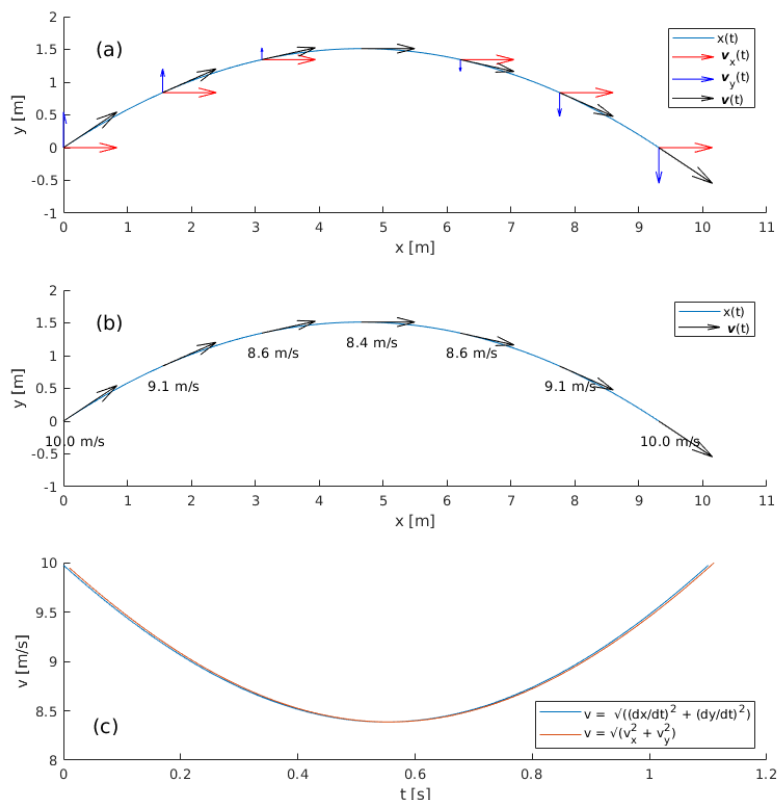 (a)
2
1.5
1
0.5
0
-0.5
-1
y [m]
0 1 2 3 4 5 6 7 8 9 10 11
x [m]
x(t)
v_x(t)
v_y(t)
v(t)
(b)
2
1.5
1
0.5
0
-0.5
-1
y [m]
10.0 m/s
9.1 m/s
8.6 m/s
8.4 m/s
8.6 m/s
9.1 m/s
10.0 m/s
0 1 2 3 4 5 6 7 8 9 10 11
x [m]
x(t)
v(t)
10
9.5
9
8.5
8
v [m/s]
(c)
0 0.2 0.4 0.6 0.8 1 1.2
t [s]
v = √((dx/dt)² + (dy/dt)²)
v = √(v_x² + v_y²)